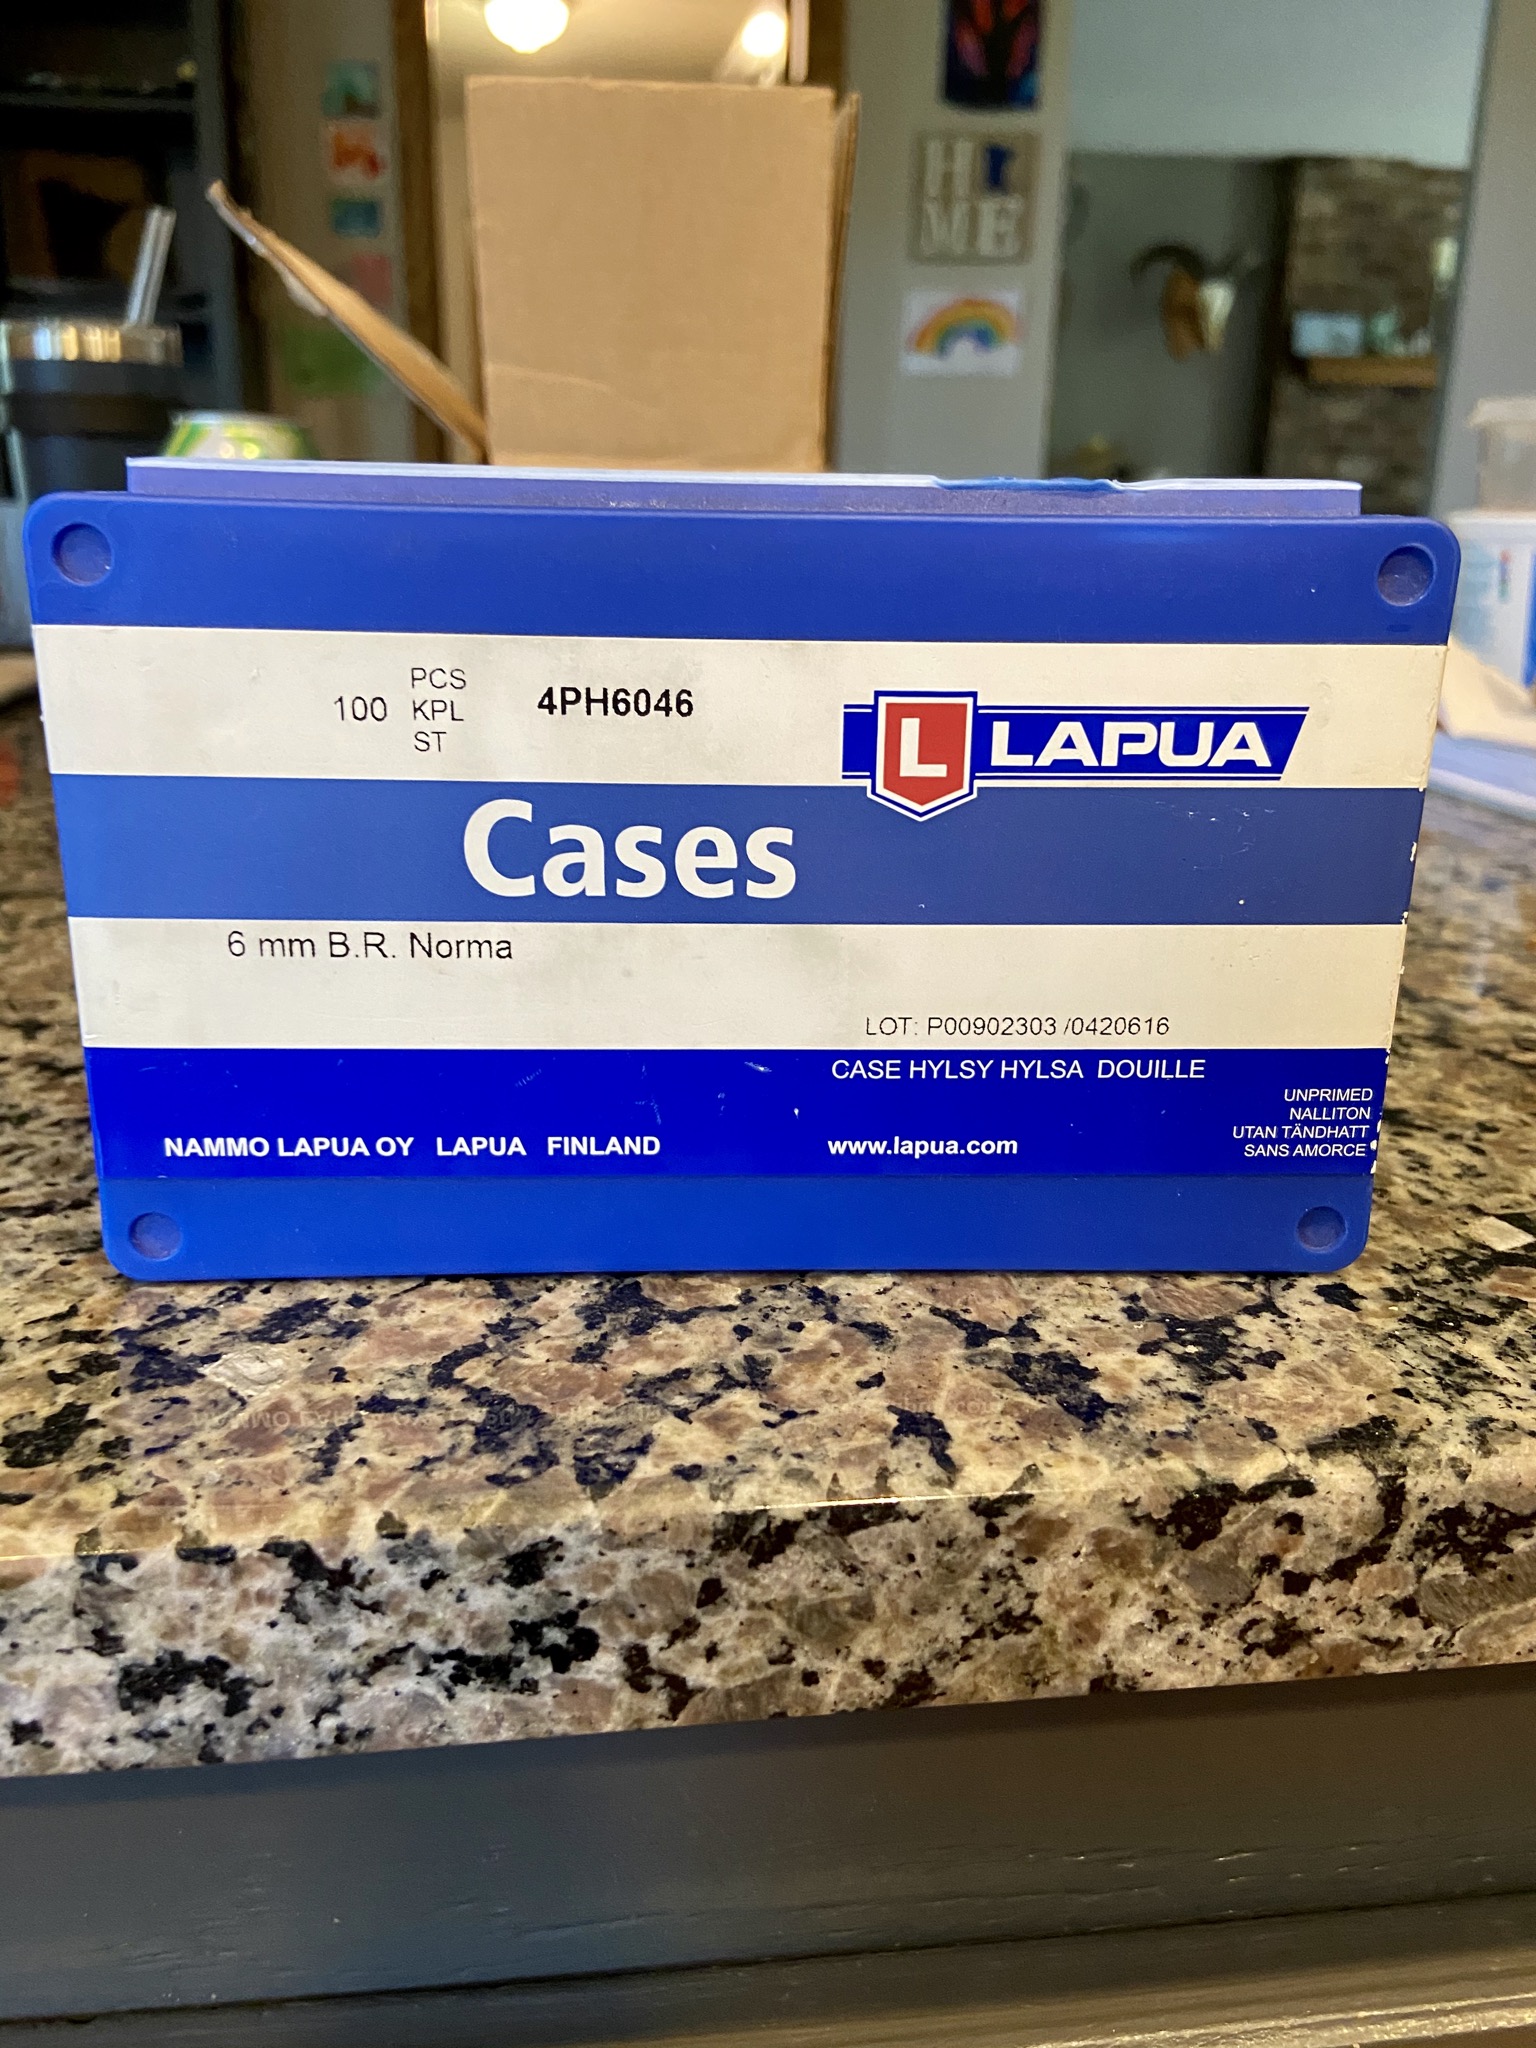 HOME
PCS
100 KPL
ST
4PH6046
L LAPUA
Cases
6 mm B.R. Norma
LOT: P00902303 /0420616
CASE HYLSY HYLSA DOUILLE
UNPRIMED
NALLITON
UTAN TÄNDHATT
SANS AMORCE
NAMMO LAPUA OY LAPUA FINLAND
www.lapua.com